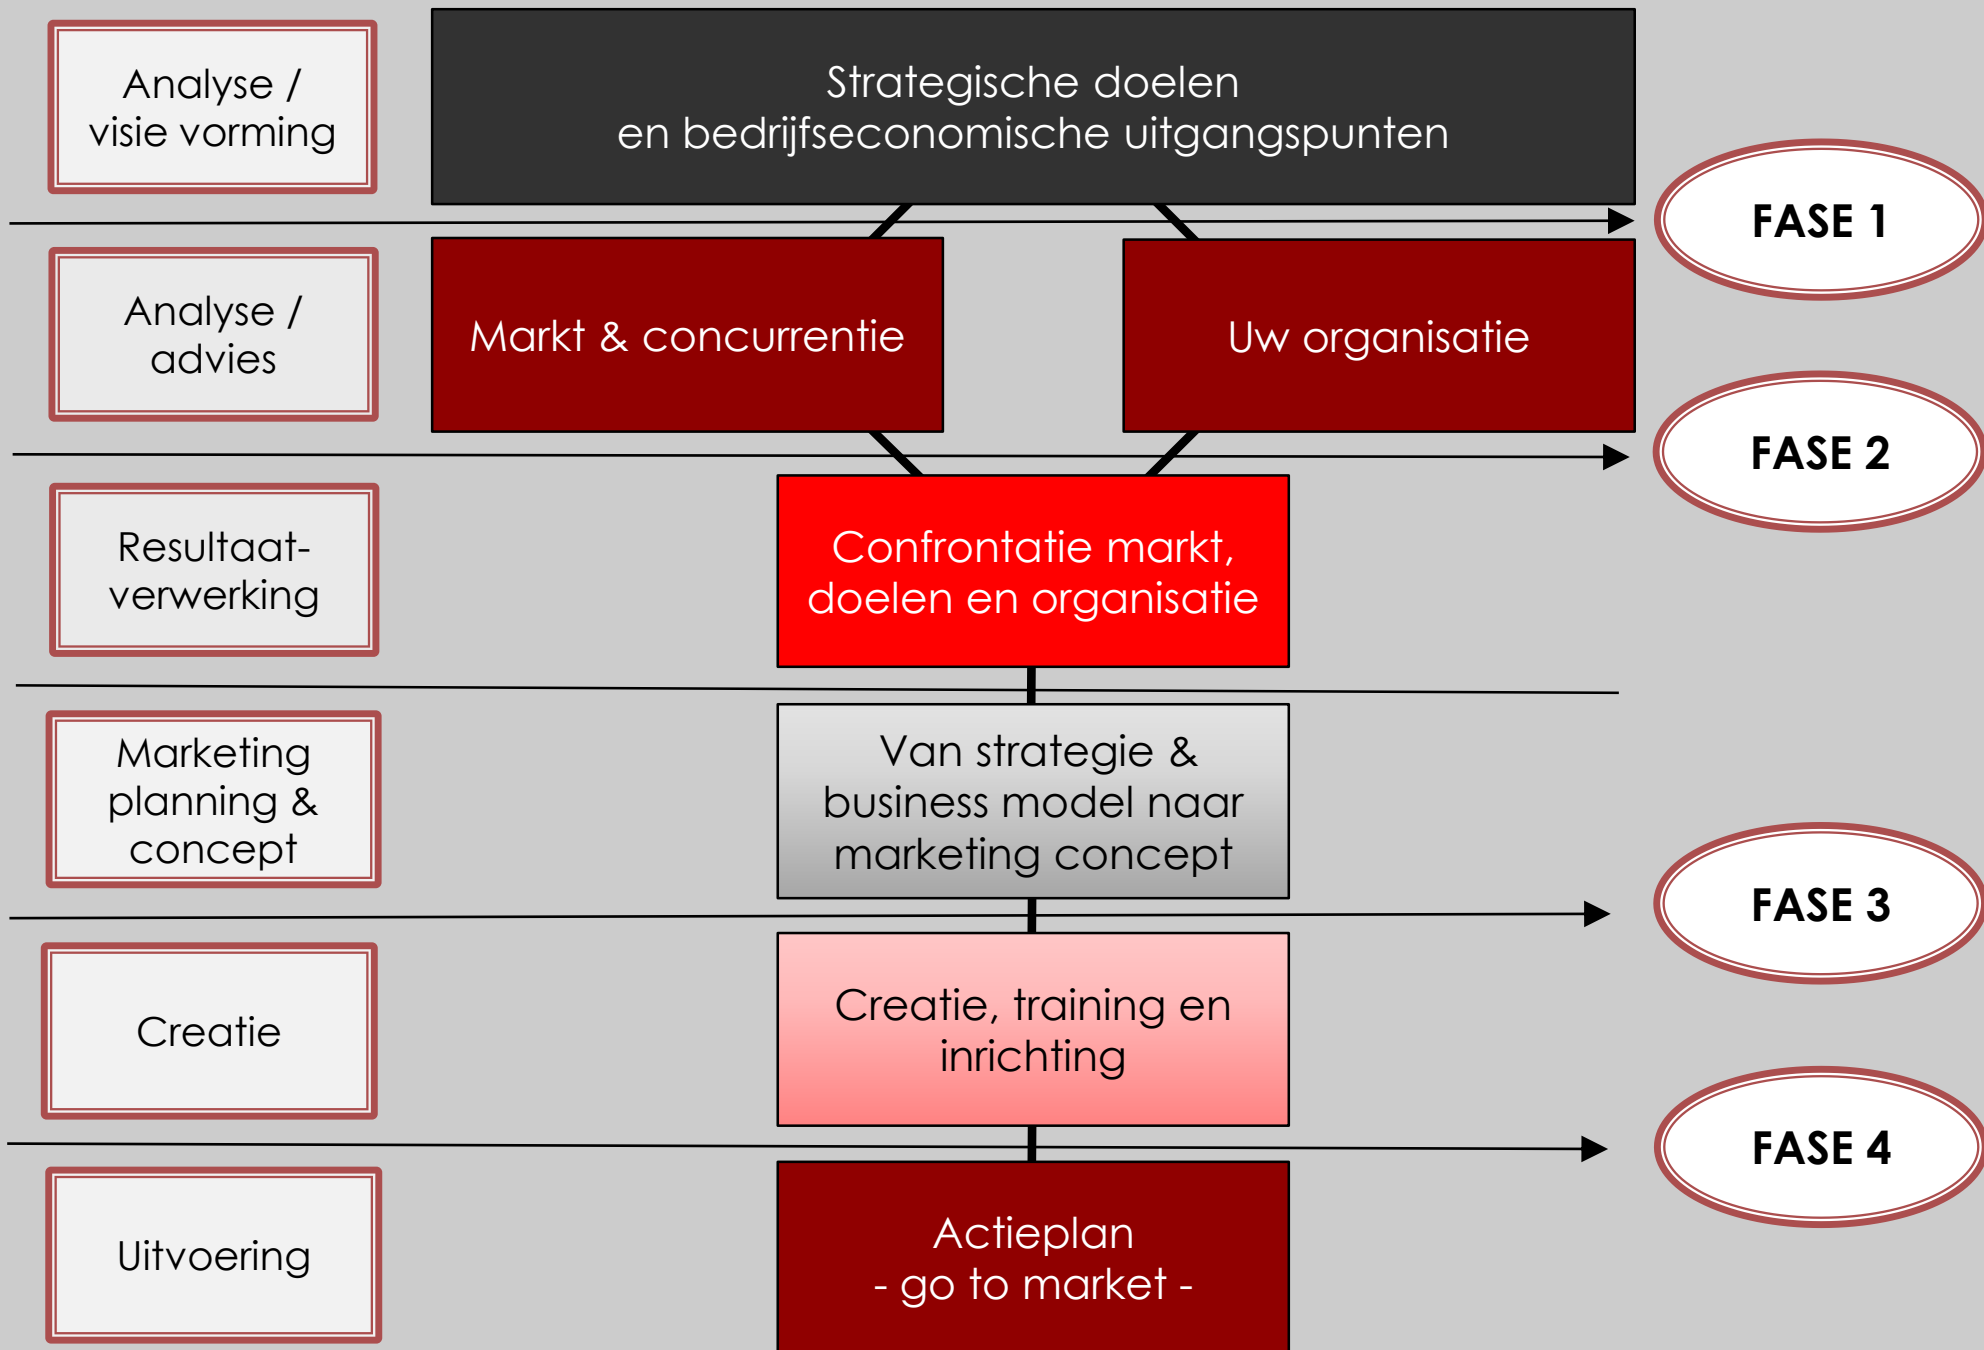 Analyse /
visie vorming
Strategische doelen
en bedrijfseconomische uitgangspunten
FASE 1
Analyse /
advies
Markt & concurrentie
Uw organisatie
FASE 2
Resultaat-
verwerking
Confrontatie markt,
doelen en organisatie
Marketing
planning &
concept
Van strategie &
business model naar
marketing concept
FASE 3
Creatie
Creatie, training en
inrichting
FASE 4
Uitvoering
Actieplan
- go to market -